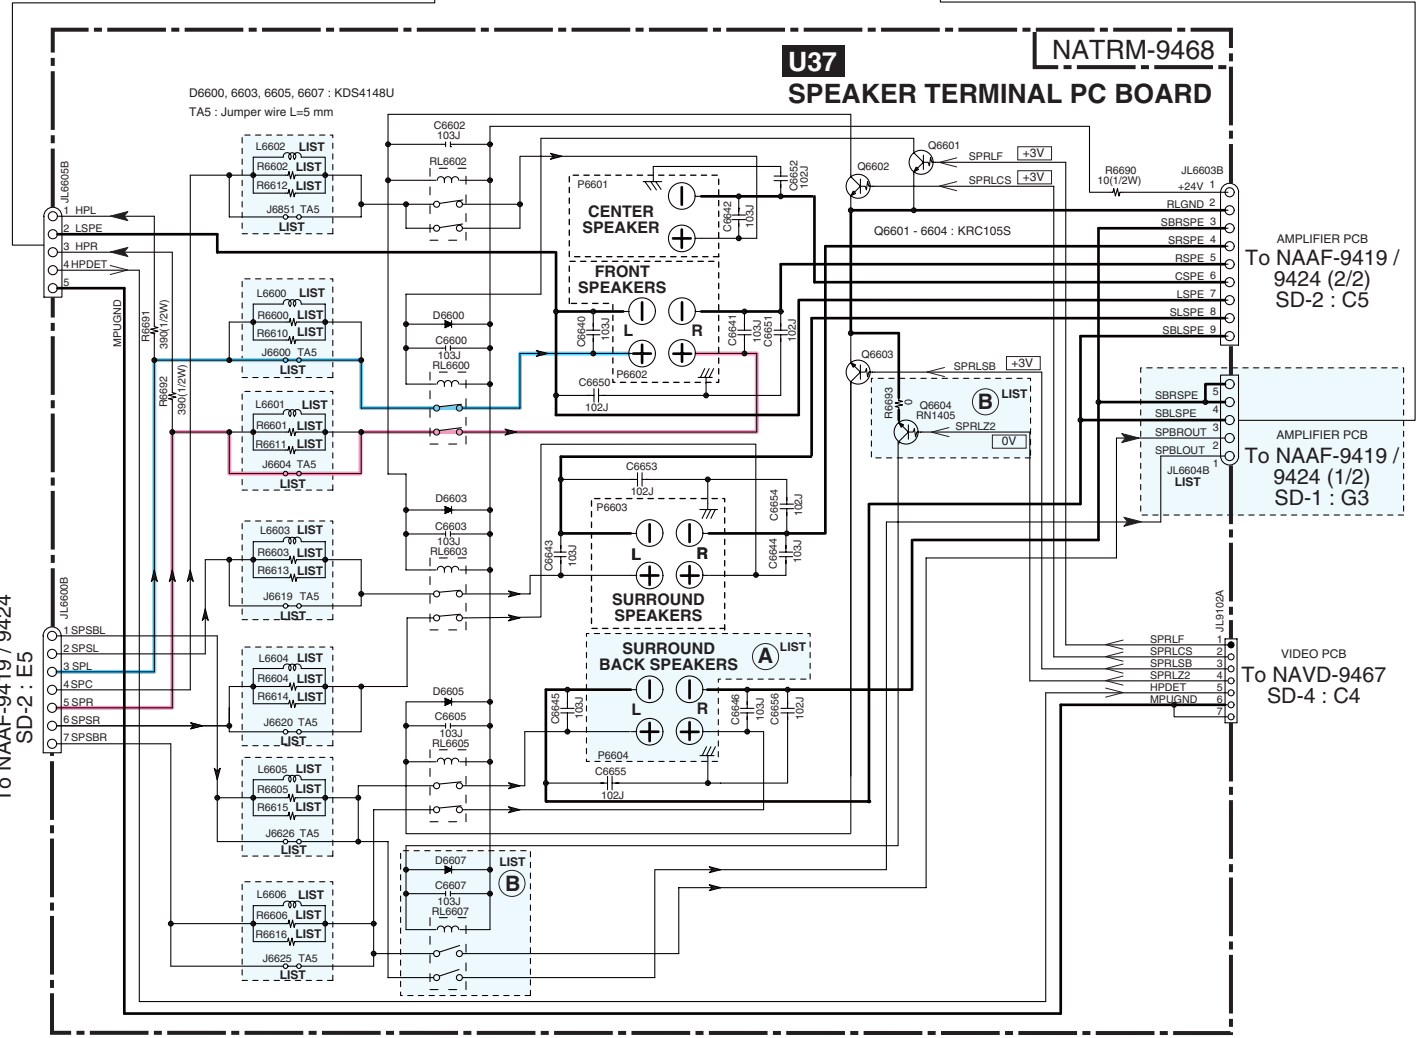 NATRM-9468
U37
SPEAKER TERMINAL PC BOARD
D6600, 6603, 6605, 6607 : KDS4148U
TA5 : Jumper wire L=5 mm
JL6605B
1 HPL
2 LSPE
3 HPR
4 HPDET
5
MPUGND
R6691
390(1/2W)
R6692
390(1/2W)
L6602 LIST
R6602 LIST
R6612 LIST
J6851 TA5
LIST
L6600 LIST
R6600 LIST
R6610 LIST
J6600 TA5
LIST
L6601 LIST
R6601 LIST
R6611 LIST
J6604 TA5
LIST
L6603 LIST
R6603 LIST
R6613 LIST
J6619 TA5
LIST
L6604 LIST
R6604 LIST
R6614 LIST
J6620 TA5
LIST
L6605 LIST
R6605 LIST
R6615 LIST
J6626 TA5
LIST
L6606 LIST
R6606 LIST
R6616 LIST
J6625 TA5
LIST
To NAAF-9419 / 9424
SD-2 : E5
JL6600B
1 SPSBL
2 SPSL
3 SPL
4 SPC
5 SPR
6 SPSR
7 SPSBR
C6602
103J
RL6602
D6600
C6600
103J
RL6600
D6603
C6603
103J
RL6603
D6605
C6605
103J
RL6605
D6607
C6607
103J
RL6607
LIST
B
P6601
CENTER
SPEAKER
C6642
103J
C6652
102J
FRONT
SPEAKERS
L
R
P6602
C6640
103J
C6641
103J
C6651
102J
C6650
102J
C6653
102J
P6603
C6654
102J
C6643
103J
C6644
103J
L
R
SURROUND
SPEAKERS
SURROUND
BACK SPEAKERS
A
LIST
L
R
C6645
103J
C6646
103J
C6656
102J
P6604
C6655
102J
Q6601
SPRLF +3V
Q6602
SPRLCS +3V
Q6601 - 6604 : KRC105S
Q6603
SPRLSB +3V
R6693
0
Q6604
RN1405
B
LIST
SPRLZ2
0V
R6690
10(1/2W)
JL6603B
+24V 1
RLGND 2
SBRSPE 3
SRSPE 4
RSPE 5
CSPE 6
LSPE 7
SLSPE 8
SBLSPE 9
AMPLIFIER PCB
To NAAF-9419 /
9424 (2/2)
SD-2 : C5
SBRSPE 5
SBLSPE 4
SPBROUT 3
SPBLOUT 2
1
JL6604B
LIST
AMPLIFIER PCB
To NAAF-9419 /
9424 (1/2)
SD-1 : G3
JL9102A
SPRLF 1
SPRLCS 2
SPRLSB 3
SPRLZ2 4
HPDET 5
MPUGND 6
7
VIDEO PCB
To NAVD-9467
SD-4 : C4